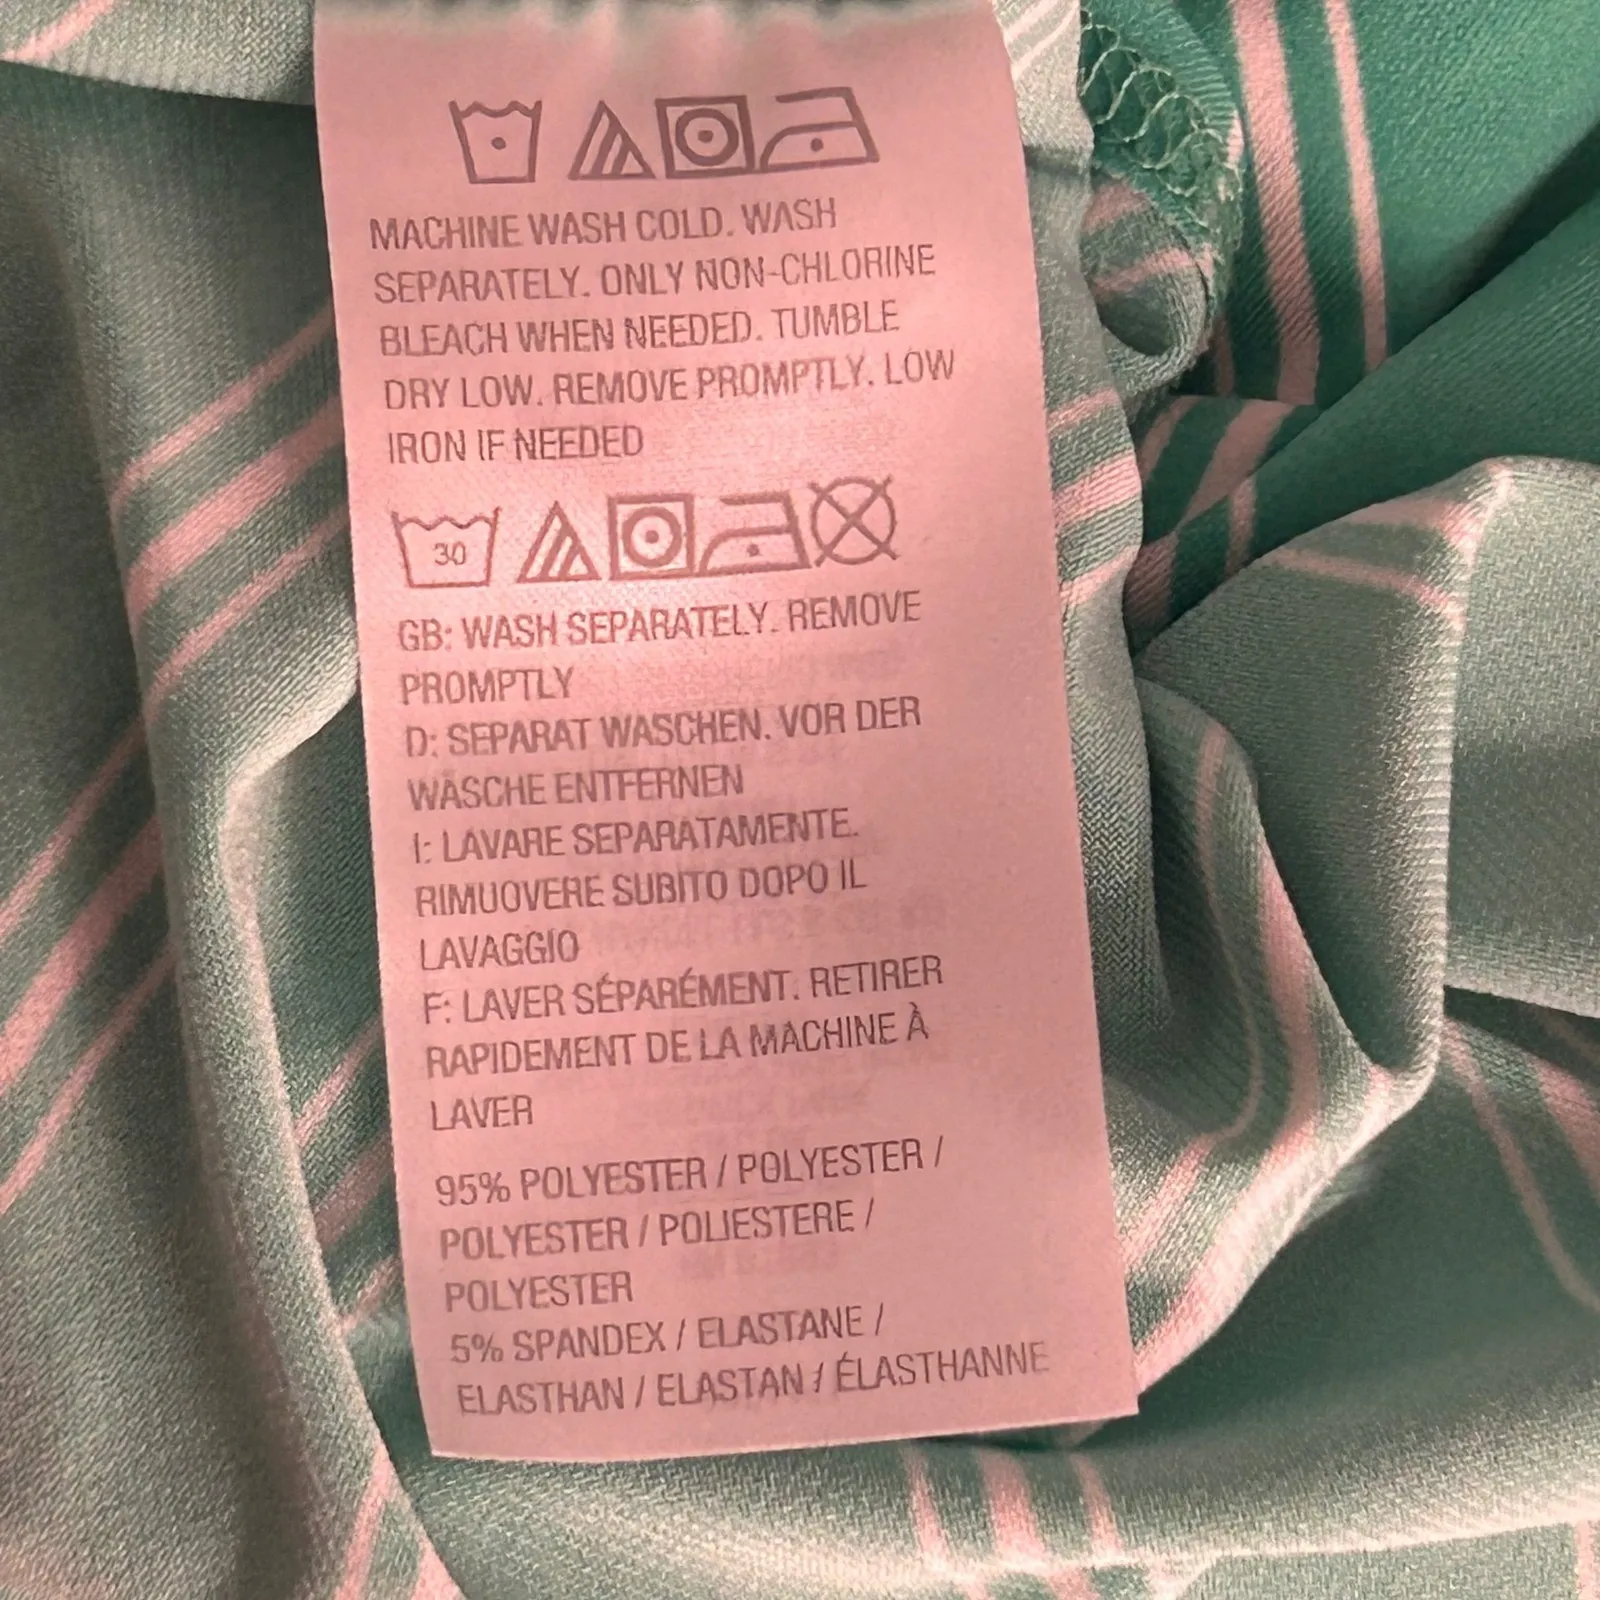 MACHINE WASH COLD. WASH
SEPARATELY. ONLY NON-CHLORINE
BLEACH WHEN NEEDED. TUMBLE
DRY LOW. REMOVE PROMPTLY. LOW
IRON IF NEEDED
30
GB: WASH SEPARATELY. REMOVE
PROMPTLY
D: SEPARAT WASCHEN. VOR DER
WÄSCHE ENTFERNEN
I: LAVARE SEPARATAMENTE.
RIMUOVERE SUBITO DOPO IL
LAVAGGIO
F: LAVER SÉPARÉMENT. RETIRER
RAPIDEMENT DE LA MACHINE À
LAVER
95% POLYESTER / POLYESTER /
POLYESTER / POLIESTERE /
POLYESTER
5% SPANDEX / ELASTANE /
ELASTHAN / ELASTAN / ÉLASTHANNE